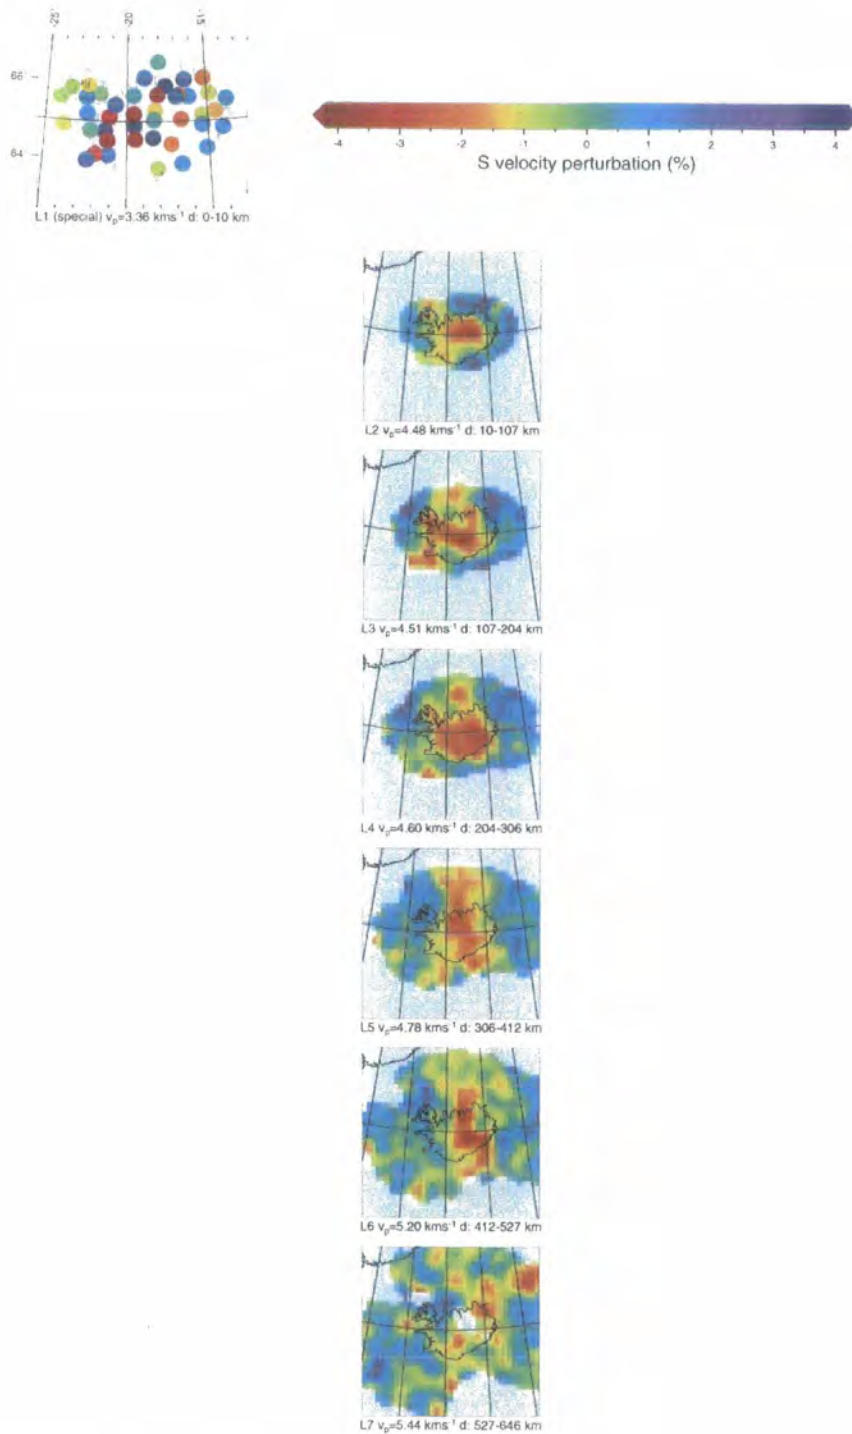 -25° -20 -15°
66°
64
-4 -3 -2 -1 0 1 2 3 4
S velocity perturbation (%)
L1 (special) vₚ=3.36 kms⁻¹ d: 0-10 km
L2 vₚ=4.48 kms⁻¹ d: 10-107 km
L3 vₚ=4.51 kms⁻¹ d: 107-204 km
L4 vₚ=4.60 kms⁻¹ d: 204-306 km
L5 vₚ=4.78 kms⁻¹ d: 306-412 km
L6 vₚ=5.20 kms⁻¹ d: 412-527 km
L7 vₚ=5.44 kms⁻¹ d: 527-646 km